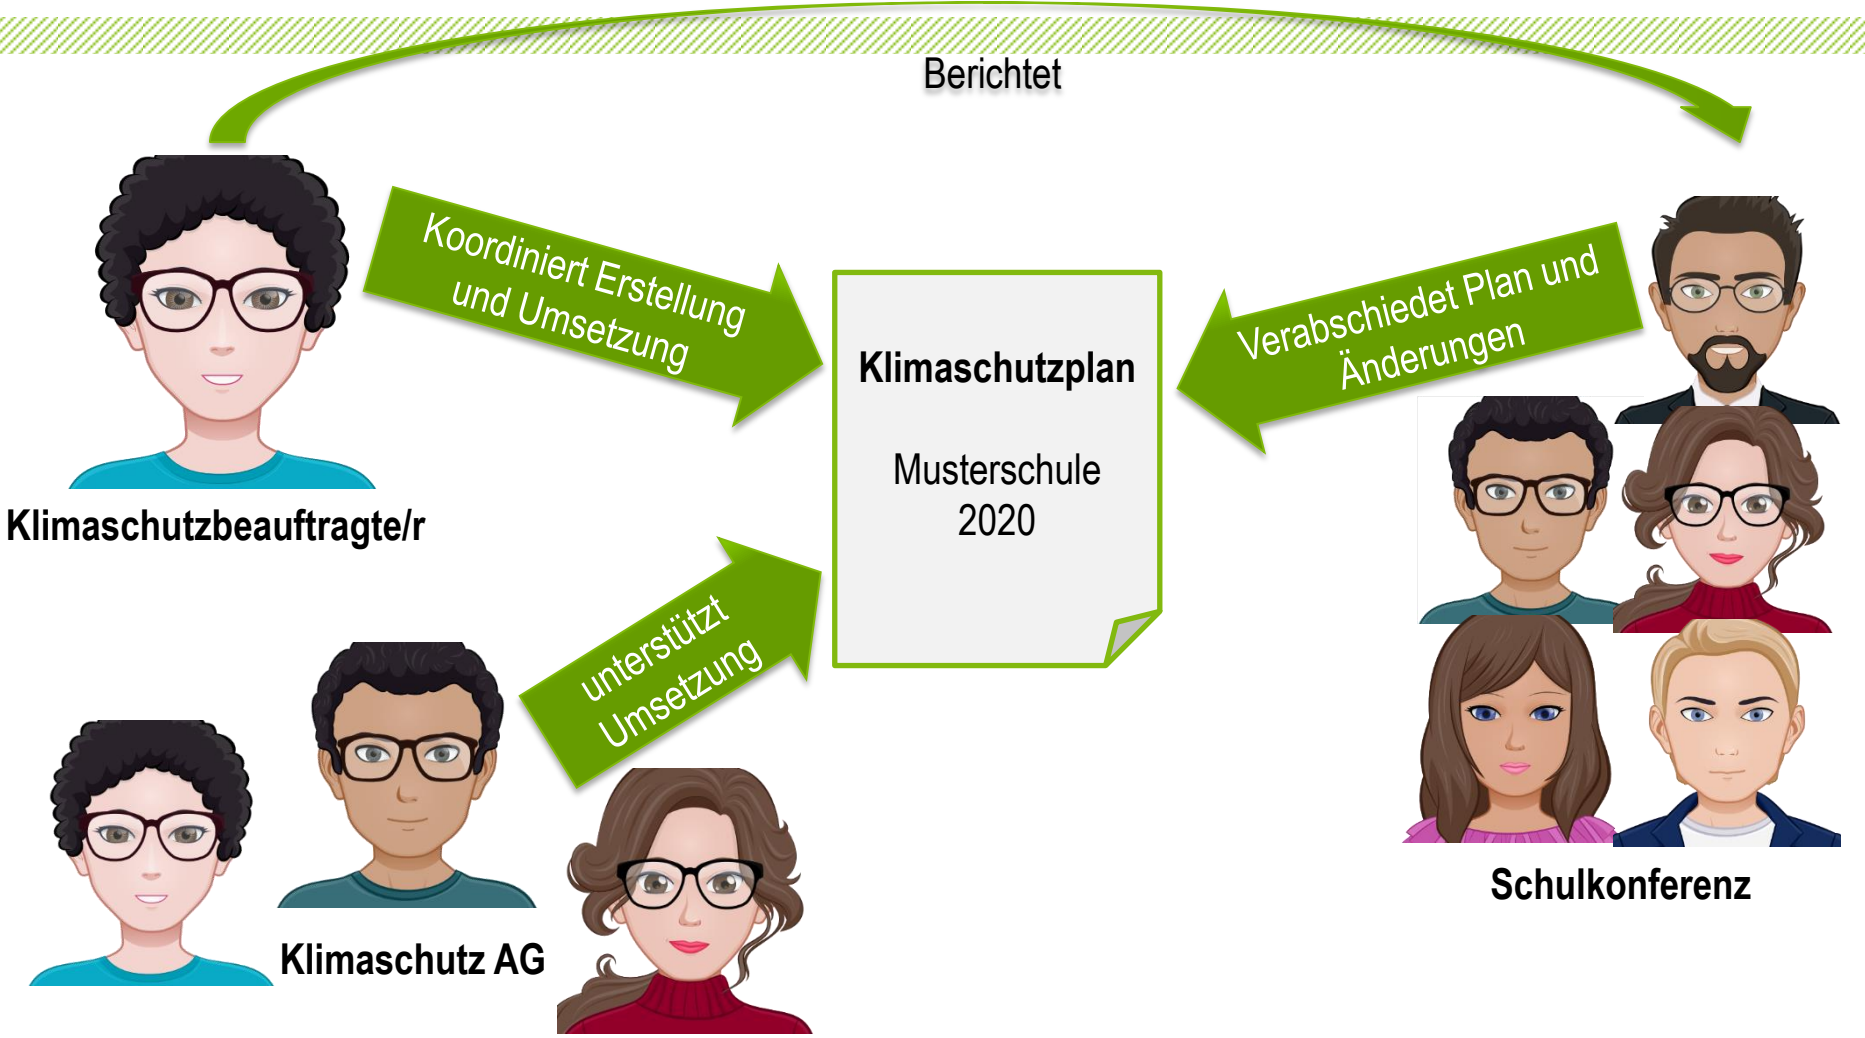 Berichtet
Koordiniert Erstellung
und Umsetzung
Verabschiedet Plan und
Änderungen
Klimaschutzplan
Musterschule
2020
Klimaschutzbeauftragte/r
unterstützt
Umsetzung
Schulkonferenz
Klimaschutz AG